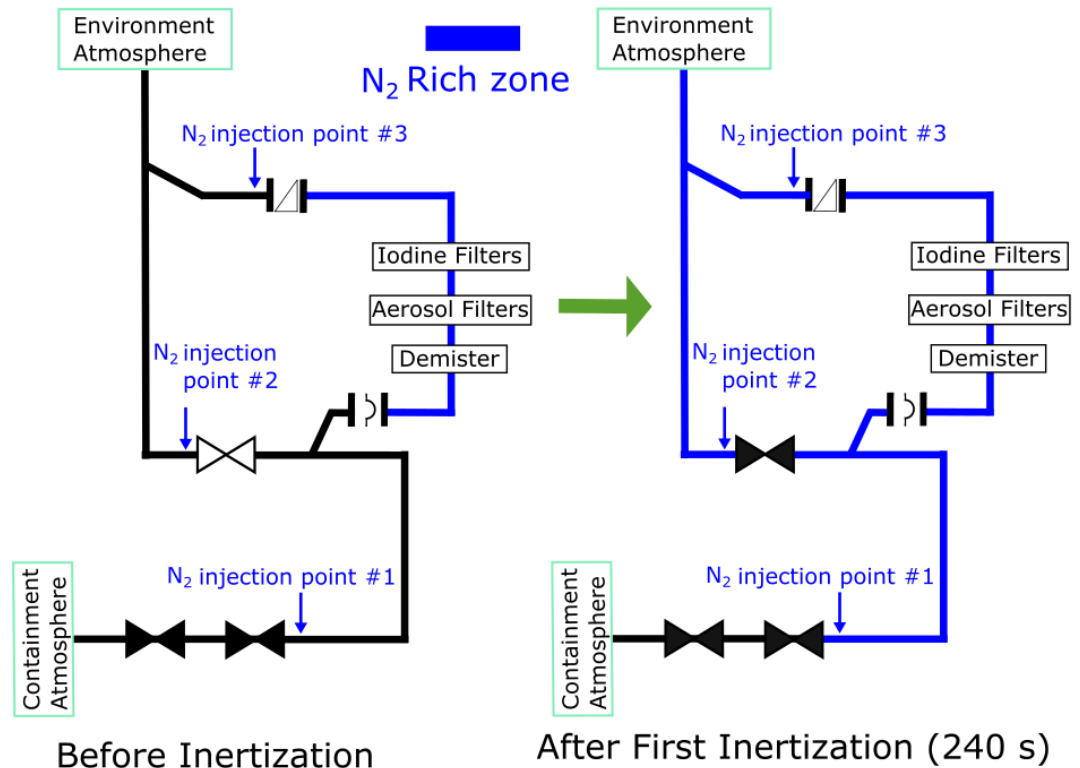 Environment
Atmosphere
N2 Rich zone
Environment
Atmosphere
N2 injection point #3
Iodine Filters
Aerosol Filters
Demister
N2 injection
point #2
N2 injection point #1
Containment
Atmosphere
Before Inertization
N2 injection point #3
Iodine Filters
Aerosol Filters
Demister
N2 injection
point #2
N2 injection point #1
Containment
Atmosphere
After First Inertization (240 s)